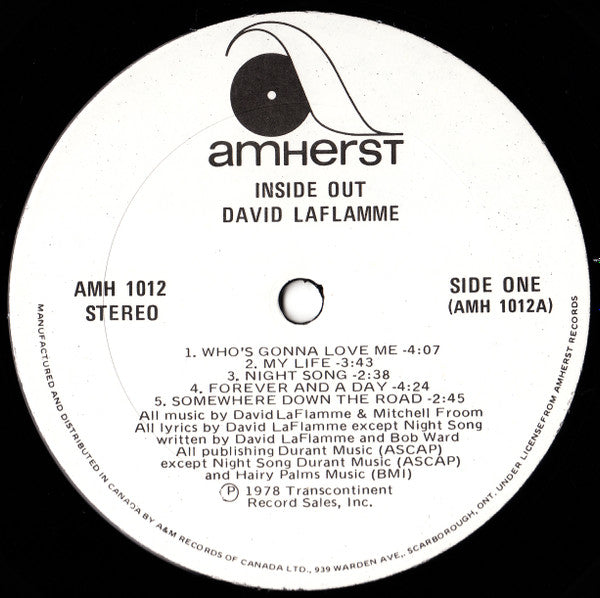 amHeRST
INSIDE OUT
DAVID LAFLAMME
AMH 1012
STEREO
SIDE ONE
(AMH 1012A)
1. WHO'S GONNA LOVE ME -4:07
2. MY LIFE -3:43
3. NIGHT SONG -2:38
4. FOREVER AND A DAY -4:24
5. SOMEWHERE DOWN THE ROAD -2:45
All music by David LaFlamme & Mitchell Froom
All lyrics by David LaFlamme except Night Song
written by David LaFlamme and Bob Ward
All publishing Durant Music (ASCAP)
except Night Song Durant Music (ASCAP)
and Hairy Palms Music (BMI)
℗ 1978 Transcontinent
Record Sales, Inc.
MANUFACTURED AND DISTRIBUTED IN CANADA BY A&M RECORDS OF CANADA LTD., 939 WARDEN AVE., SCARBOROUGH, ONT. UNDER LICENSE FROM AMHERST RECORDS